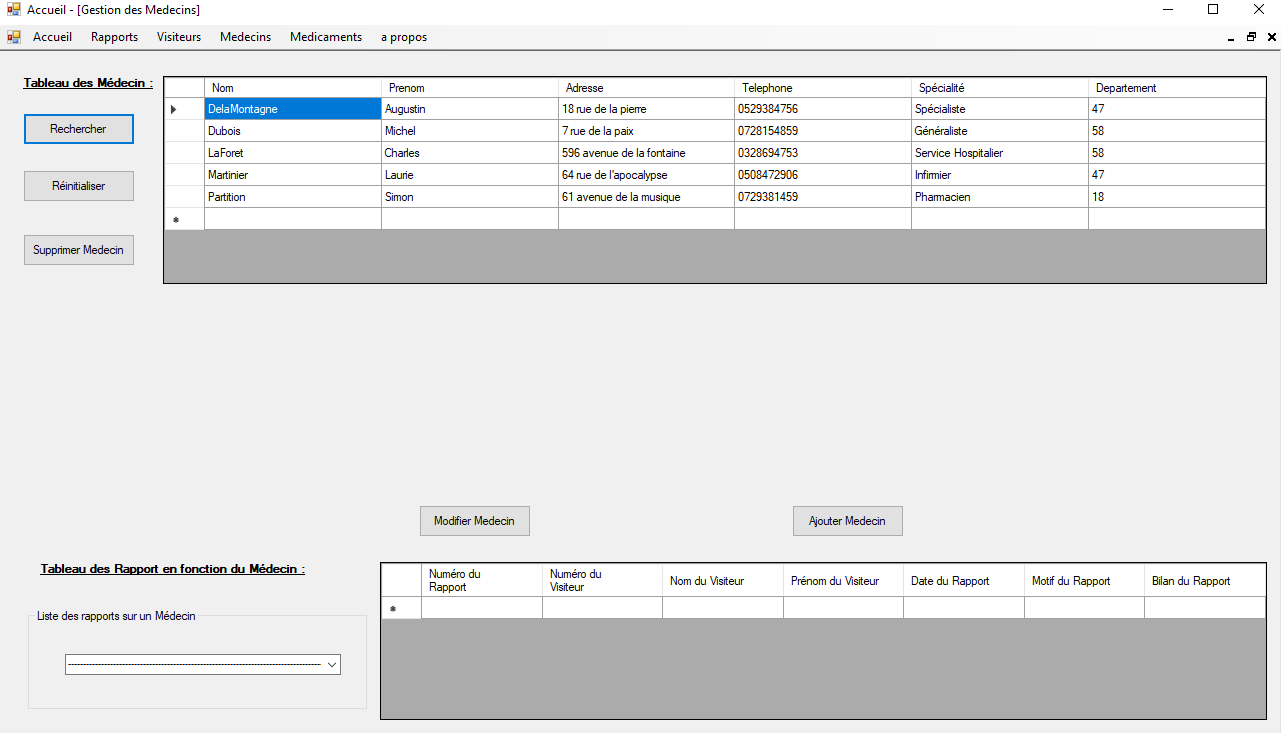 Accueil - [Gestion des Medecins]
Accueil Rapports Visiteurs Medecins Medicaments a propos
Tableau des Médecin :
Rechercher
Réinitialiser
Supprimer Medecin
Nom Prenom Adresse Telephone Spécialité Departement
DelaMontagne Augustin 18 rue de la pierre 0529384756 Spécialiste 47
Dubois Michel 7 rue de la paix 0728154859 Généraliste 58
LaForet Charles 596 avenue de la fontaine 0328694753 Service Hospitalier 58
Martinier Laurie 64 rue de l'apocalypse 0508472906 Infirmier 47
Partition Simon 61 avenue de la musique 0729381459 Pharmacien 18
Modifier Medecin Ajouter Medecin
Tableau des Rapport en fonction du Médecin :
Liste des rapports sur un Médecin
Numéro du Rapport Numéro du Visiteur Nom du Visiteur Prénom du Visiteur Date du Rapport Motif du Rapport Bilan du Rapport